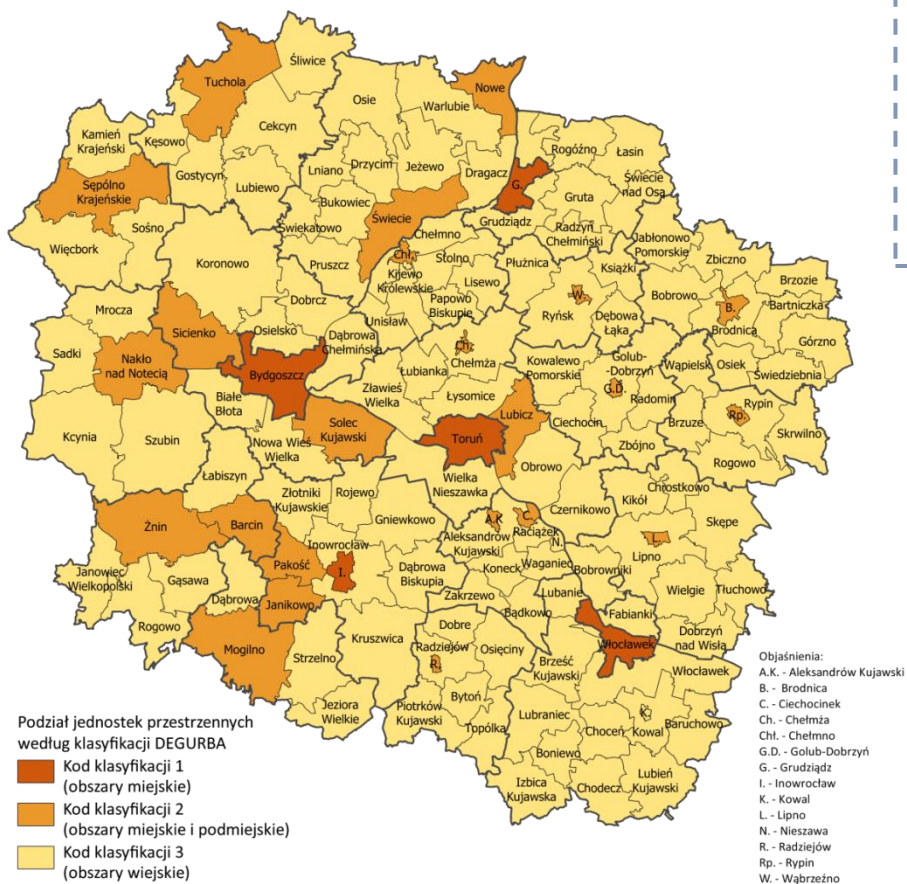 Śliwice
Tuchola
Nowe
Osie
Warlubie
Kamień
Krajeński
Kęsowo
Cekcyn
Rogóźno
Łasin
Gostycyn
Lniano
Drzycim
Jeżewo
Dragacz
G.
Sępólno
Krajeńskie
Lubiewo
Bukowiec
Świecie
nad Osą
Gruta
Świecie
Grudziądz
Radzyń
Chełmiński
Sośno
Świekatowo
Chełmno
Więcbork
Chł.
Stolno
Płużnica
Jabłonowo
Pomorskie
Zbiczno
Koronowo
Pruszcz
Kijewo
Królewskie
Lisewo
Książki
Brzozie
Mrocza
Dobrcz
Papowo
Biskupie
W.
Bobrowo
B.
Bartniczka
Sicienko
Osielsko
Unisław
Ryńsk
Dębowa
Łąka
Brodnica
Sadki
Dąbrowa
Chełmińska
Ch.
Chełmża
Górzno
Nakło
nad Notecią
Bydgoszcz
Łubianka
Kowalewo
Pomorskie
Golub-
-Dobrzyń
Wąpielsk
Osiek
Świedziebnia
Zławieś
Wielka
Łysomice
G.D.
Radomin
Białe
Błota
Solec
Kujawski
Lubicz
Ciechocin
Brzuze
Rp.
Rypin
Toruń
Skrwilno
Kcynia
Szubin
Nowa Wieś
Wielka
Zbójno
Rogowo
Obrowo
Łabiszyn
Wielka
Nieszawka
Chrostkowo
Złotniki
Kujawskie
Rojewo
Czernikowo
Kikół
Skępe
Żnin
Barcin
Gniewkowo
A.K.
C.
Raciążek
N.
Inowrocław
Aleksandrów
Kujawski
L.
Lipno
Pakość
I.
Dąbrowa
Biskupia
Koneck
Waganiec
Bobrowniki
Janowiec
Wielkopolski
Gąsawa
Zakrzewo
Lubanie
Wielgie
Tłuchowo
Dąbrowa
Janikowo
Bądkowo
Fabianki
Rogowo
Dobre
Mogilno
Kruszwica
Włocławek
Dobrzyń
nad Wisłą
Strzelno
Radziejów
Osięciny
R.
Brześć
Kujawski
Włocławek
Jeziora
Wielkie
Piotrków
Kujawski
Bytoń
Lubraniec
K.
Kowal
Baruchowo
Topólka
Choceń
Boniewo
Izbica
Kujawska
Chodecz
Lubień
Kujawski
Podział jednostek przestrzennych
według klasyfikacji DEGURBA
Kod klasyfikacji 1
(obszary miejskie)
Kod klasyfikacji 2
(obszary miejskie i podmiejskie)
Kod klasyfikacji 3
(obszary wiejskie)
Objaśnienia:
A.K. - Aleksandrów Kujawski
B. - Brodnica
C. - Ciechocinek
Ch. - Chełmża
Chł. - Chełmno
G.D. - Golub-Dobrzyń
G. - Grudziądz
I. - Inowrocław
K. - Kowal
L. - Lipno
N. - Nieszawa
R. - Radziejów
Rp. - Rypin
W. - Wąbrzeźno